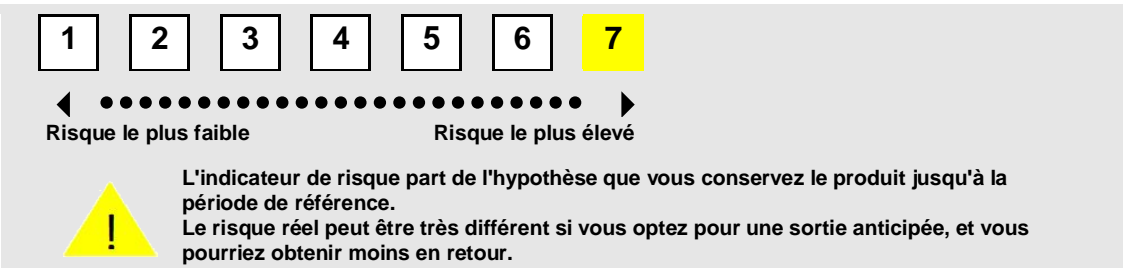 1 2 3 4 5 6 7
Risque le plus faible Risque le plus élevé
L'indicateur de risque part de l'hypothèse que vous conservez le produit jusqu'à la
période de référence.
Le risque réel peut être très différent si vous optez pour une sortie anticipée, et vous
pourriez obtenir moins en retour.
!